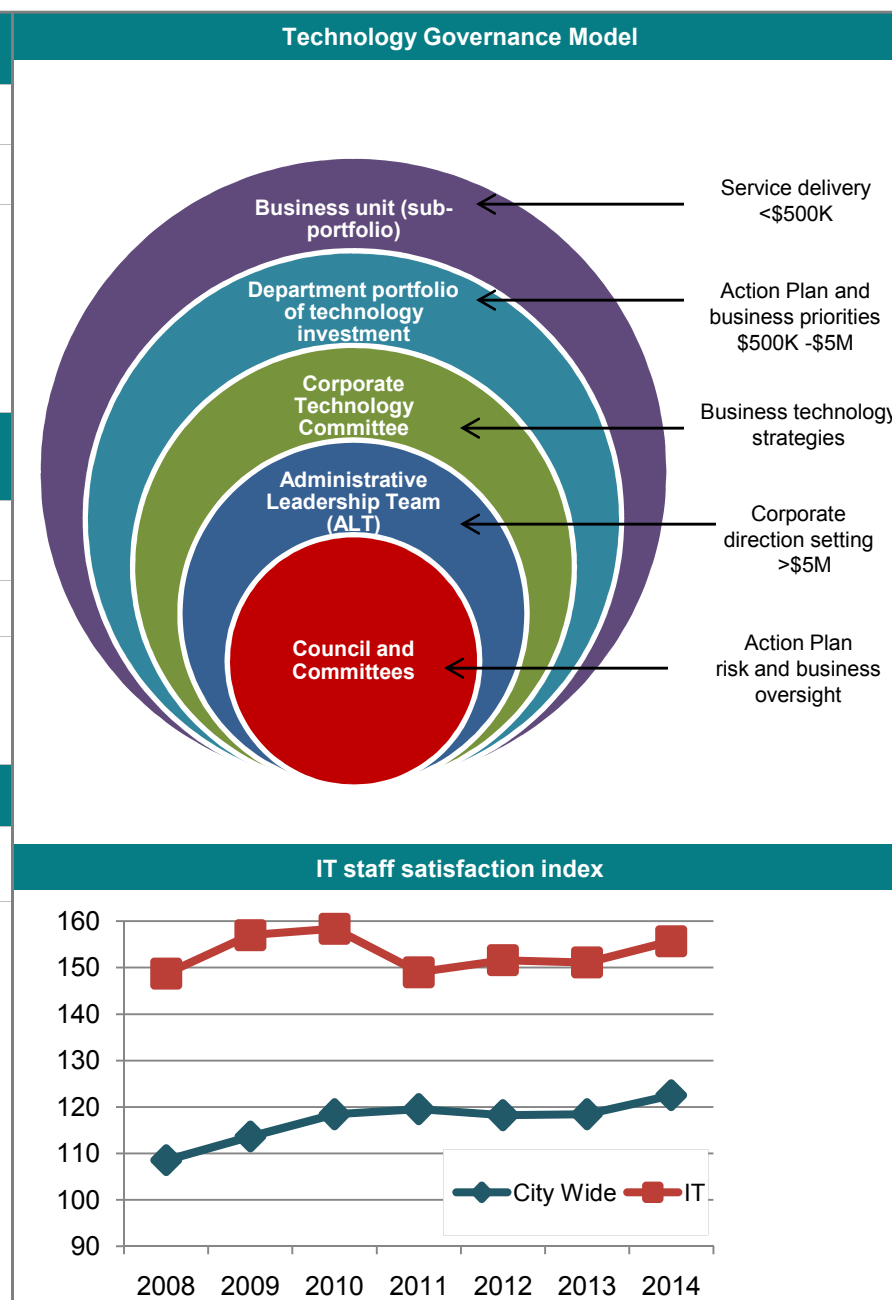 Technology Governance Model
Business unit (sub-
portfolio)
Service delivery
<$500K
Department portfolio
of technology
investment
Action Plan and
business priorities
$500K -$5M
Corporate
Technology
Committee
Business technology
strategies
Administrative
Leadership Team
(ALT)
Corporate
direction setting
>$5M
Council and
Committees
Action Plan
risk and business
oversight
IT staff satisfaction index
160
150
140
130
120
110
100
90
City Wide
IT
2008 2009 2010 2011 2012 2013 2014